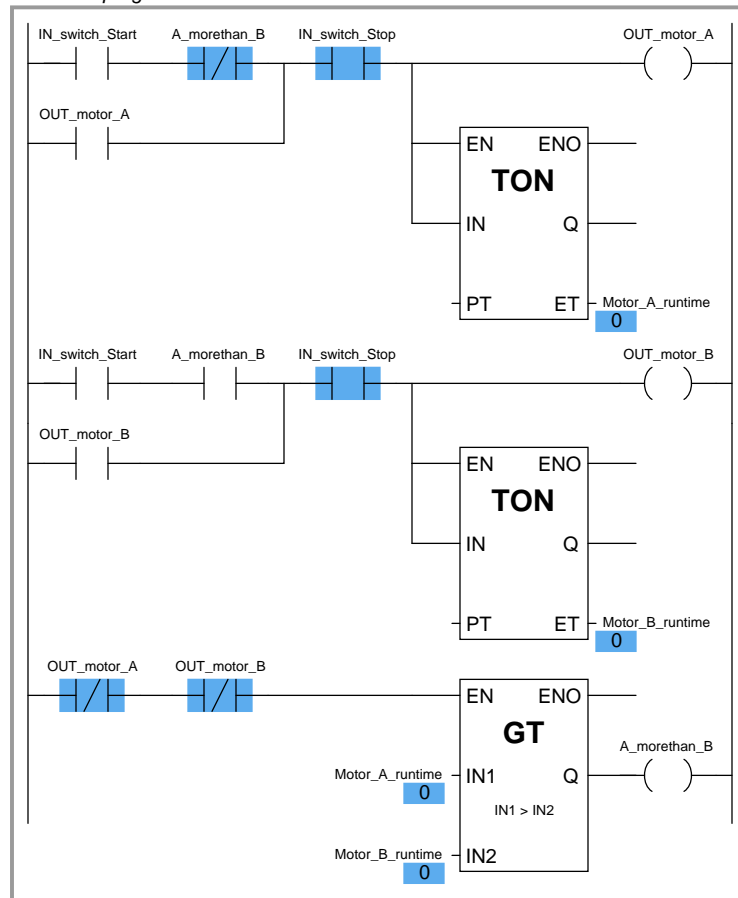 IN_switch_Start A_morethan_B IN_switch_Stop OUT_motor_A
OUT_motor_A
EN ENO
TON
IN Q
PT ET Motor_A_runtime
0
IN_switch_Start A_morethan_B IN_switch_Stop OUT_motor_B
OUT_motor_B
EN ENO
TON
IN Q
PT ET Motor_B_runtime
0
OUT_motor_A OUT_motor_B
EN ENO
GT
A_morethan_B
Motor_A_runtime IN1 Q
0
IN1 > IN2
Motor_B_runtime IN2
0